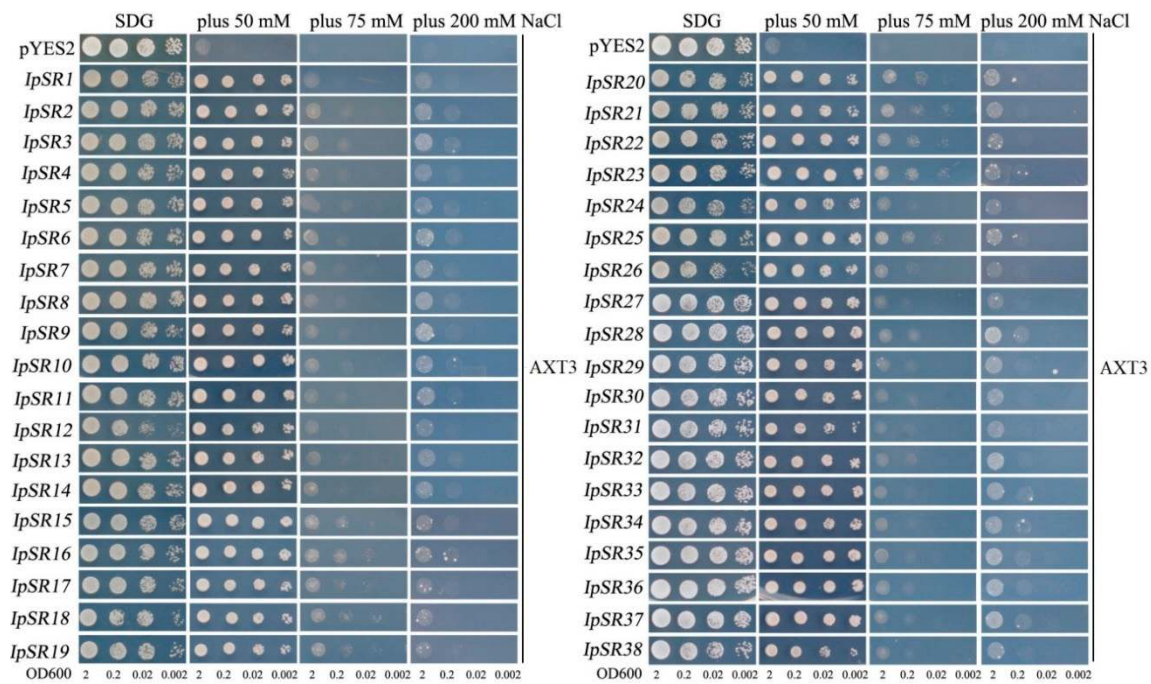 SDG plus 50 mM plus 75 mM plus 200 mM NaCl
pYES2
IpSR1
IpSR2
IpSR3
IpSR4
IpSR5
IpSR6
IpSR7
IpSR8
IpSR9
IpSR10
IpSR11
IpSR12
IpSR13
IpSR14
IpSR15
IpSR16
IpSR17
IpSR18
IpSR19
AXT3
OD600 2 0.2 0.02 0.002 2 0.2 0.02 0.002 2 0.2 0.02 0.002 2 0.2 0.02 0.002
SDG plus 50 mM plus 75 mM plus 200 mM NaCl
pYES2
IpSR20
IpSR21
IpSR22
IpSR23
IpSR24
IpSR25
IpSR26
IpSR27
IpSR28
IpSR29
IpSR30
IpSR31
IpSR32
IpSR33
IpSR34
IpSR35
IpSR36
IpSR37
IpSR38
AXT3
OD600 2 0.2 0.02 0.002 2 0.2 0.02 0.002 2 0.2 0.02 0.002 2 0.2 0.02 0.002